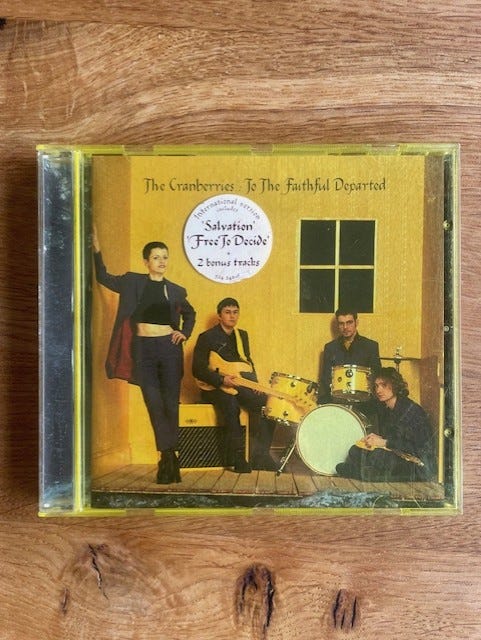 The Cranberries : To The Faithful Departed
International version
includes
'Salvation'
'Free To Decide'
+
2 bonus tracks